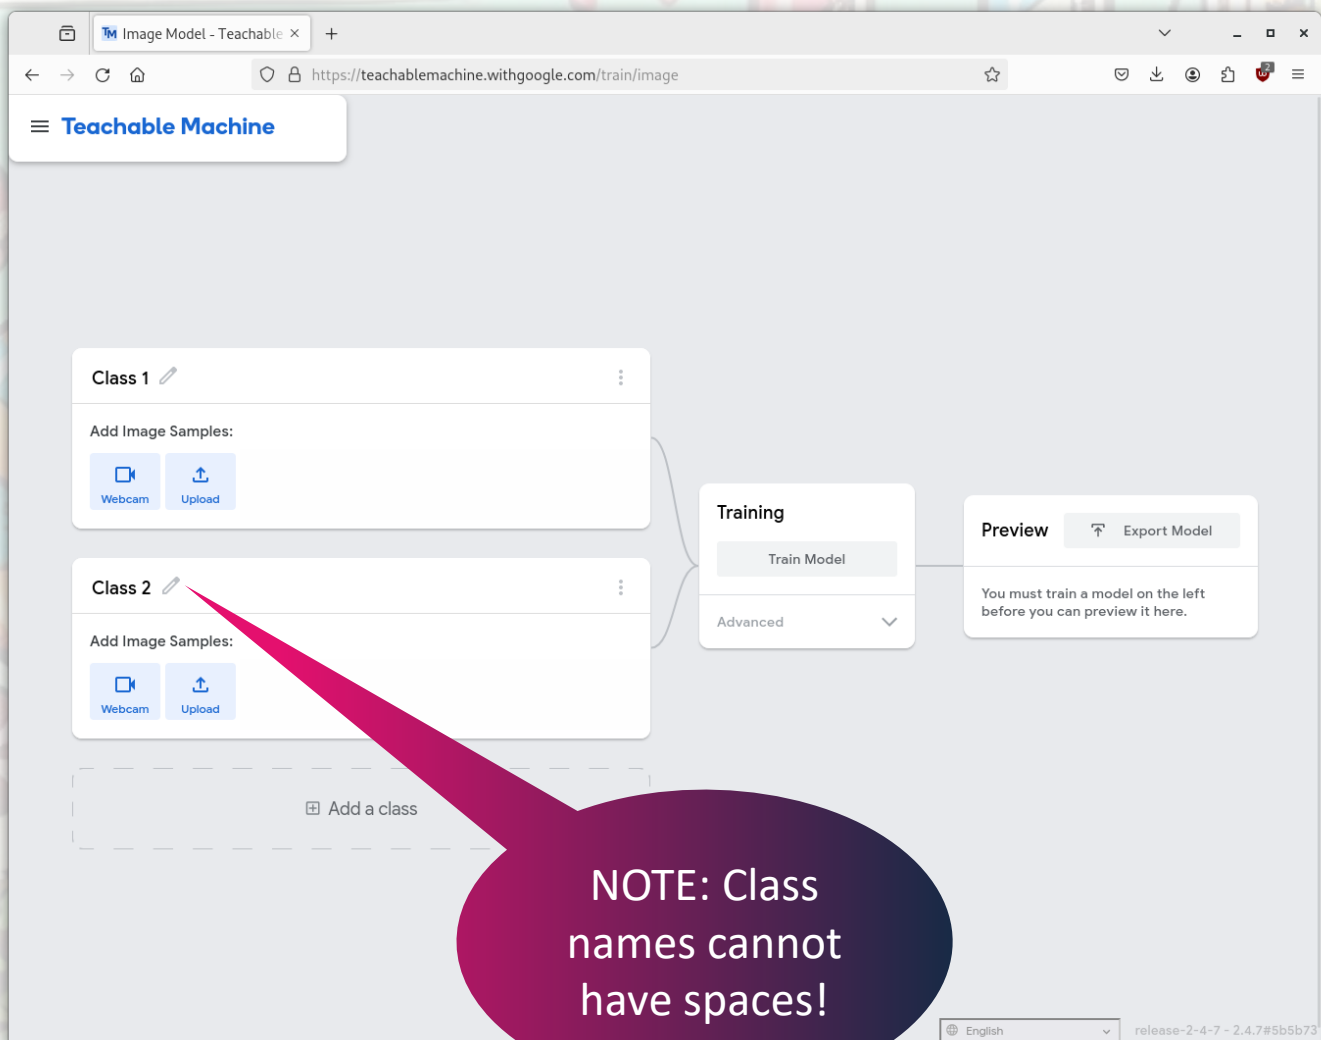 Image Model - Teachable
https://teachablemachine.withgoogle.com/train/image
2
Teachable Machine
Class 1
Add Image Samples:
Webcam Upload
Class 2
Add Image Samples:
Webcam Upload
Add a class
Training
Train Model
Advanced
Preview Export Model
You must train a model on the left
before you can preview it here.
NOTE: Class
names cannot
have spaces!
English
release-2-4-7 - 2.4.7#5b5b73